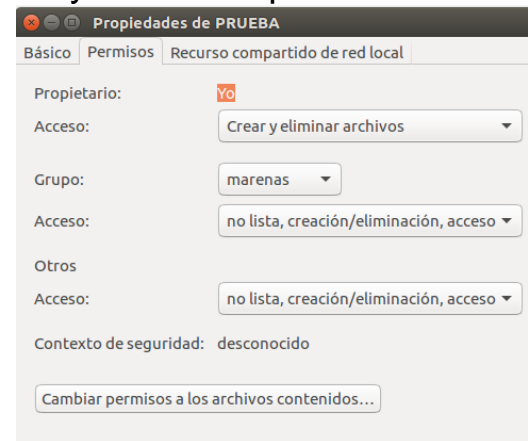 Propiedades de PRUEBA
Básico Permisos Recurso compartido de red local
Propietario: Yo
Acceso: Crear y eliminar archivos
Grupo: marenas
Acceso: no lista, creación/eliminación, acceso
Otros
Acceso: no lista, creación/eliminación, acceso
Contexto de seguridad: desconocido
Cambiar permisos a los archivos contenidos...